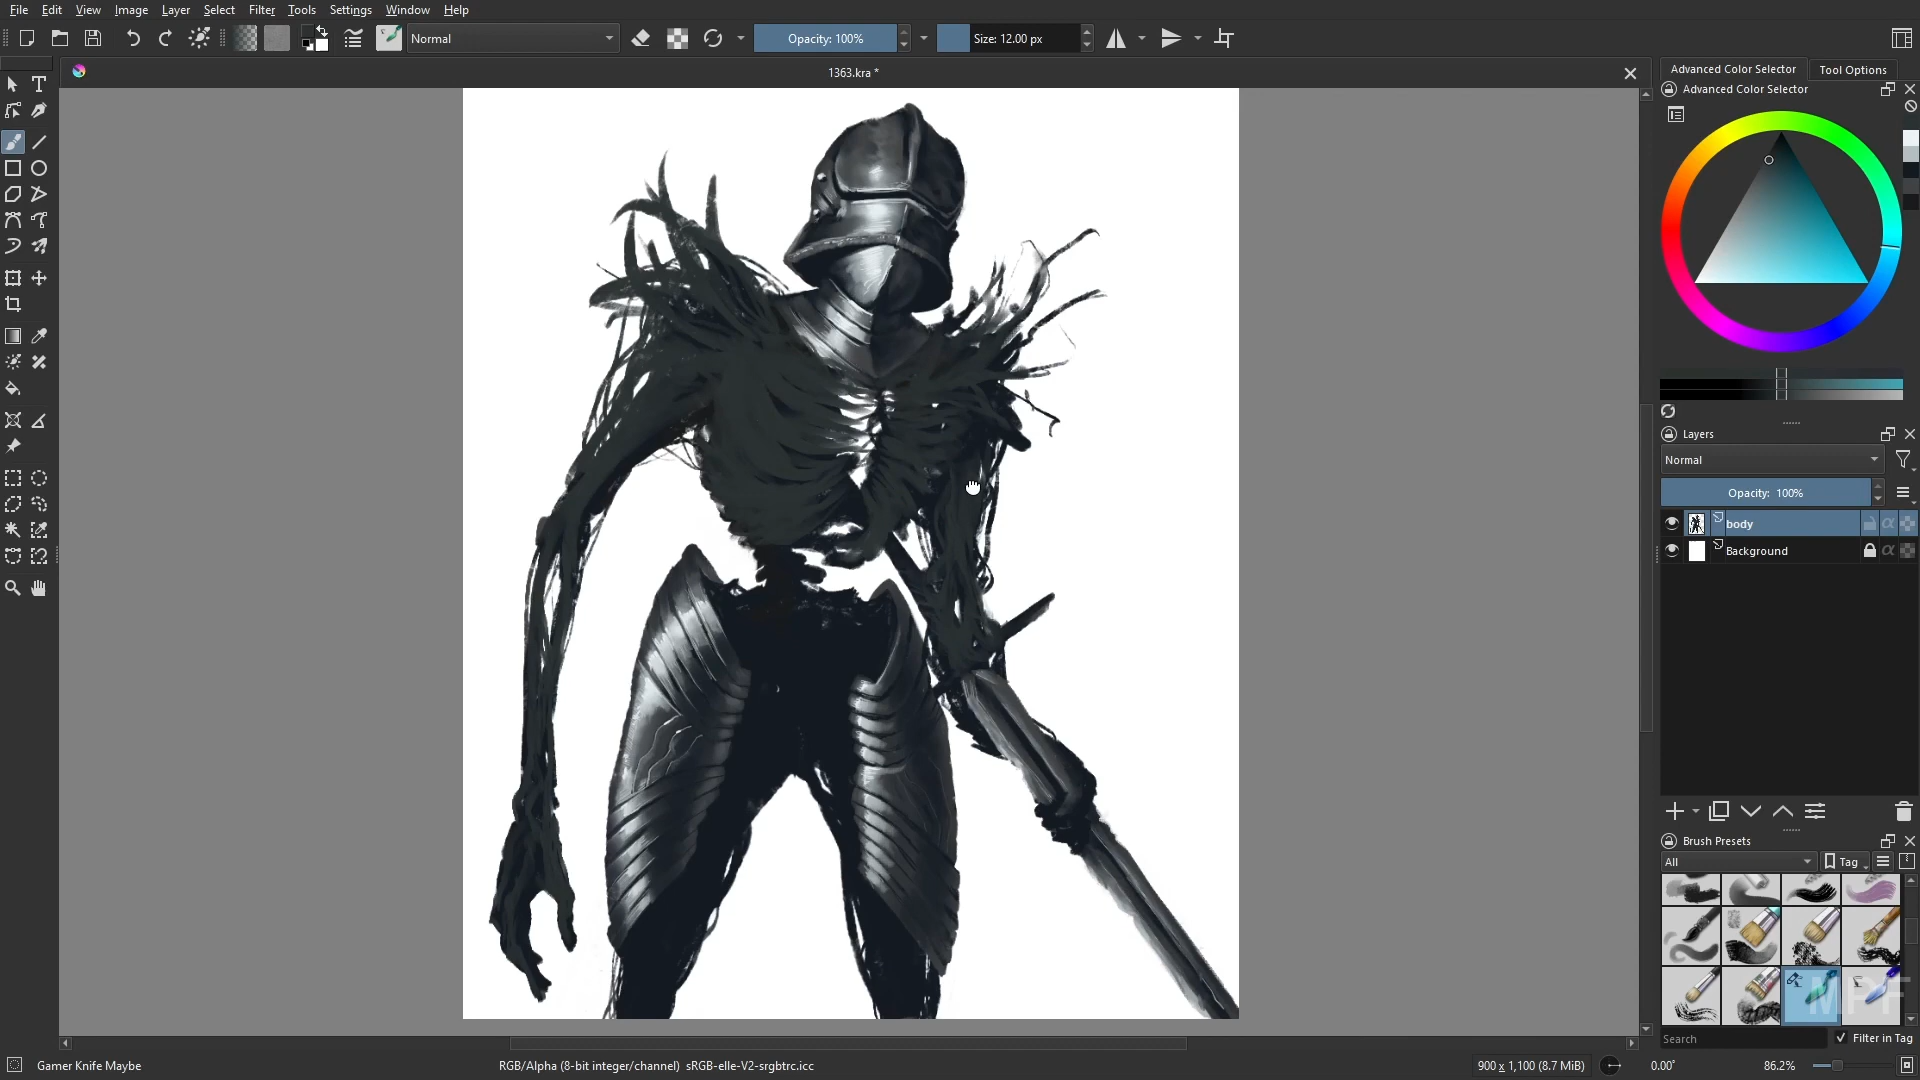 File Edit View Image Layer Select Filter Tools Settings Window Help
Normal
Opacity: 100%
Size: 12.00 px
1363.kra *
Advanced Color Selector
Tool Options
Advanced Color Selector
Layers
Normal
Opacity: 100%
body
Background
Brush Presets
All
Tag
MPF
Search
Filter in Tag
Gamer Knife Maybe
RGB/Alpha (8-bit integer/channel) sRGB-elle-V2-srgbtrc.icc
900 x 1,100 (8.7 MiB)
0.00°
86.2%